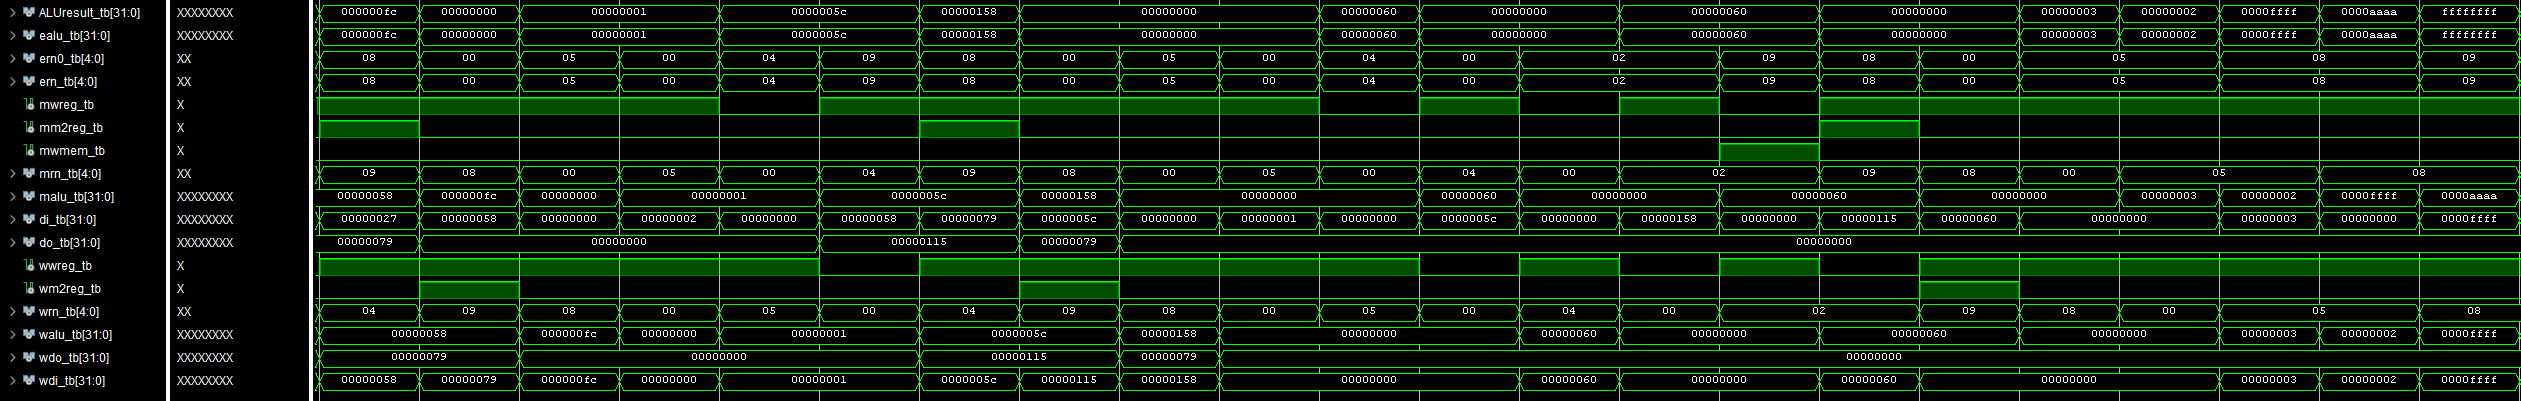 ALUresult_tb[31:0] XXXXXXXX 000000fc 00000000 00000001 0000005c 00000158 00000000 00000060 00000000 00000060 00000000 00000003 00000002 0000ffff 0000aaaa ffffffff
ealu_tb[31:0] XXXXXXXX 000000fc 00000000 00000001 0000005c 00000158 00000000 00000060 00000000 00000060 00000000 00000003 00000002 0000ffff 0000aaaa ffffffff
ern0_tb[4:0] XX 08 00 05 00 04 09 08 00 05 00 04 00 02 09 08 00 05 08 09
ern_tb[4:0] XX 08 00 05 00 04 09 08 00 05 00 04 00 02 09 08 00 05 08 09
mwreg_tb X
mm2reg_tb X
mwmem_tb X
mrn_tb[4:0] XX 09 08 00 05 00 04 09 08 00 05 00 04 00 02 09 08 00 05 08
malu_tb[31:0] XXXXXXXX 00000058 000000fc 00000000 00000001 0000005c 00000158 00000000 00000060 00000000 00000060 00000000 00000003 00000002 0000ffff 0000aaaa
di_tb[31:0] XXXXXXXX 00000027 00000058 00000000 00000002 00000000 00000058 00000079 0000005c 00000000 00000001 00000000 0000005c 00000000 00000158 00000000 00000115 00000060 00000000 00000003 00000000 0000ffff
do_tb[31:0] XXXXXXXX 00000079 00000000 00000115 00000079 00000000
wwreg_tb X
wm2reg_tb X
wrn_tb[4:0] XX 04 09 08 00 05 00 04 09 08 00 05 00 04 00 02 09 08 00 05 08
walu_tb[31:0] XXXXXXXX 00000058 000000fc 00000000 00000001 0000005c 00000158 00000000 00000060 00000000 00000060 00000000 00000003 00000002 0000ffff
wdo_tb[31:0] XXXXXXXX 00000079 00000000 00000115 00000079 00000000
wdi_tb[31:0] XXXXXXXX 00000058 00000079 000000fc 00000000 00000001 0000005c 00000115 00000158 00000000 00000060 00000000 00000060 00000000 00000003 00000002 0000ffff